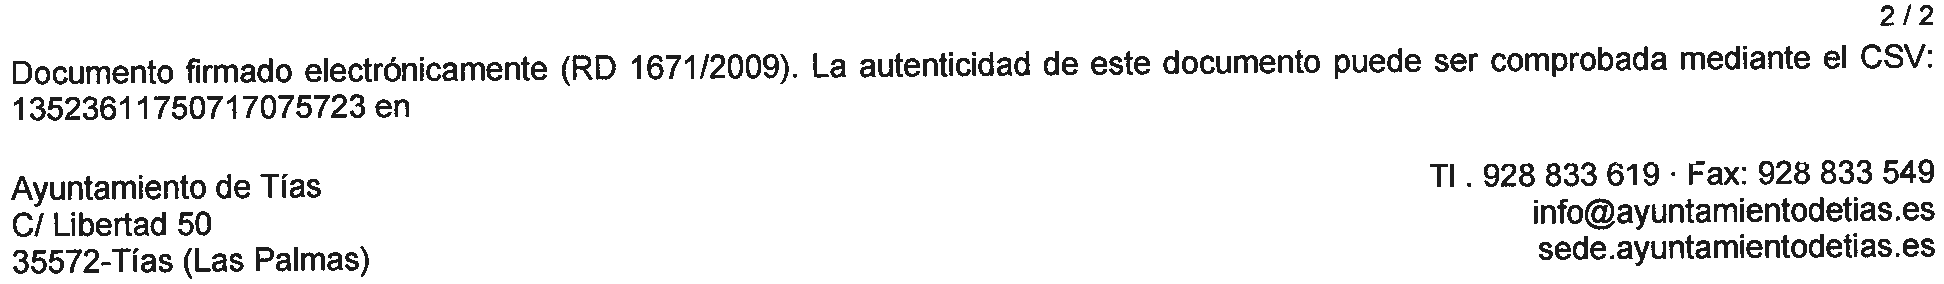 2 / 2
Documento firmado electrónicamente (RD 1671/2009). La autenticidad de este documento puede ser comprobada mediante el CSV:
13523611750717075723 en
Ayuntamiento de Tías
C/ Libertad 50
35572-Tías (Las Palmas)
Tl . 928 833 619 · Fax: 928 833 549
info@ayuntamientodetias.es
sede.ayuntamientodetias.es